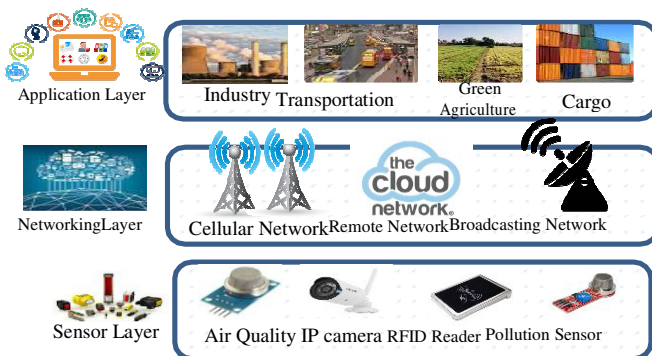 Application Layer
Industry
Transportation
Green
Agriculture
Cargo
NetworkingLayer
the
cloud
network®
Cellular Network
Remote Network
Broadcasting Network
Sensor Layer
Air Quality
IP camera
RFID Reader
Pollution Sensor